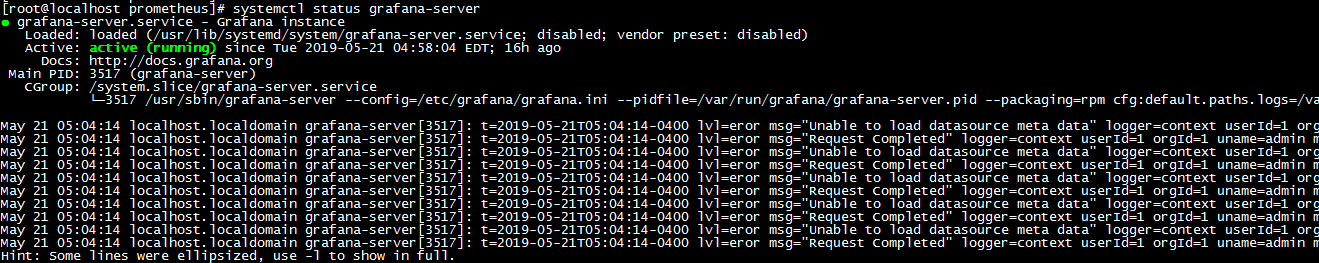 [root@localhost prometheus]# systemctl status grafana-server
● grafana-server.service - Grafana instance
   Loaded: loaded (/usr/lib/systemd/system/grafana-server.service; disabled; vendor preset: disabled)
   Active: active (running) since Tue 2019-05-21 04:58:04 EDT; 16h ago
     Docs: http://docs.grafana.org
 Main PID: 3517 (grafana-server)
   CGroup: /system.slice/grafana-server.service
           └─3517 /usr/sbin/grafana-server --config=/etc/grafana/grafana.ini --pidfile=/var/run/grafana/grafana-server.pid --packaging=rpm cfg:default.paths.logs=/va
May 21 05:04:14 localhost.localdomain grafana-server[3517]: t=2019-05-21T05:04:14-0400 lvl=eror msg="Unable to load datasource meta data" logger=context userId=1 org
May 21 05:04:14 localhost.localdomain grafana-server[3517]: t=2019-05-21T05:04:14-0400 lvl=eror msg="Request Completed" logger=context userId=1 orgId=1 uname=admin m
May 21 05:04:14 localhost.localdomain grafana-server[3517]: t=2019-05-21T05:04:14-0400 lvl=eror msg="Unable to load datasource meta data" logger=context userId=1 org
May 21 05:04:14 localhost.localdomain grafana-server[3517]: t=2019-05-21T05:04:14-0400 lvl=eror msg="Request Completed" logger=context userId=1 orgId=1 uname=admin m
May 21 05:04:14 localhost.localdomain grafana-server[3517]: t=2019-05-21T05:04:14-0400 lvl=eror msg="Unable to load datasource meta data" logger=context userId=1 org
May 21 05:04:14 localhost.localdomain grafana-server[3517]: t=2019-05-21T05:04:14-0400 lvl=eror msg="Request Completed" logger=context userId=1 orgId=1 uname=admin m
May 21 05:04:14 localhost.localdomain grafana-server[3517]: t=2019-05-21T05:04:14-0400 lvl=eror msg="Unable to load datasource meta data" logger=context userId=1 org
May 21 05:04:14 localhost.localdomain grafana-server[3517]: t=2019-05-21T05:04:14-0400 lvl=eror msg="Request Completed" logger=context userId=1 orgId=1 uname=admin m
May 21 05:04:14 localhost.localdomain grafana-server[3517]: t=2019-05-21T05:04:14-0400 lvl=eror msg="Unable to load datasource meta data" logger=context userId=1 org
May 21 05:04:14 localhost.localdomain grafana-server[3517]: t=2019-05-21T05:04:14-0400 lvl=eror msg="Request Completed" logger=context userId=1 orgId=1 uname=admin m
Hint: Some lines were ellipsized, use -l to show in full.